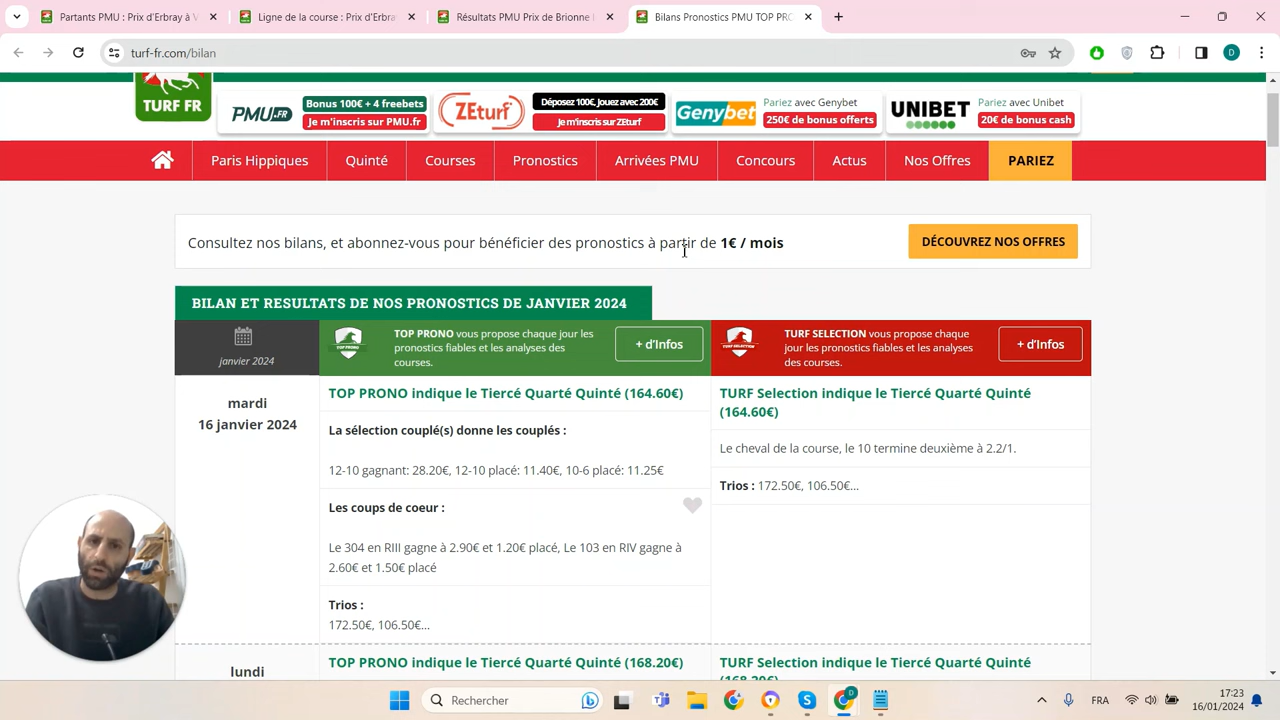 Partants PMU : Prix d'Erbray à V
Ligne de la course : Prix d'Erbra
Résultats PMU Prix de Brionne
Bilans Pronostics PMU TOP PRO
turf-fr.com/bilan
D
TURF FR
PMU.FR
Bonus 100€ + 4 freebets
Je m'inscris sur PMU.fr
ZEturf
Déposez 100€, Jouez avec 200€
Je m'inscris sur ZEturf
Genybet
Pariez avec Genybet
250€ de bonus offerts
UNIBET
Pariez avec Unibet
20€ de bonus cash
Paris Hippiques
Quinté
Courses
Pronostics
Arrivées PMU
Concours
Actus
Nos Offres
PARIEZ
Consultez nos bilans, et abonnez-vous pour bénéficier des pronostics à partir de 1€ / mois
DÉCOUVREZ NOS OFFRES
BILAN ET RESULTATS DE NOS PRONOSTICS DE JANVIER 2024
janvier 2024
TOP PRONO
TOP PRONO vous propose chaque jour les
pronostics fiables et les analyses des
courses.
+ d'Infos
TURF SELECTION
TURF SELECTION vous propose chaque
jour les pronostics fiables et les analyses
des courses.
+ d'Infos
mardi
16 janvier 2024
TOP PRONO indique le Tiercé Quarté Quinté (164.60€)
La sélection couplé(s) donne les couplés :
12-10 gagnant: 28.20€, 12-10 placé: 11.40€, 10-6 placé: 11.25€
Les coups de coeur :
Le 304 en RIII gagne à 2.90€ et 1.20€ placé, Le 103 en RIV gagne à
2.60€ et 1.50€ placé
Trios :
172.50€, 106.50€...
TURF Selection indique le Tiercé Quarté Quinté
(164.60€)
Le cheval de la course, le 10 termine deuxième à 2.2/1.
Trios : 172.50€, 106.50€...
lundi
TOP PRONO indique le Tiercé Quarté Quinté (168.20€)
TURF Selection indique le Tiercé Quarté Quinté
(168.20€)
Rechercher
FRA
17:23
16/01/2024